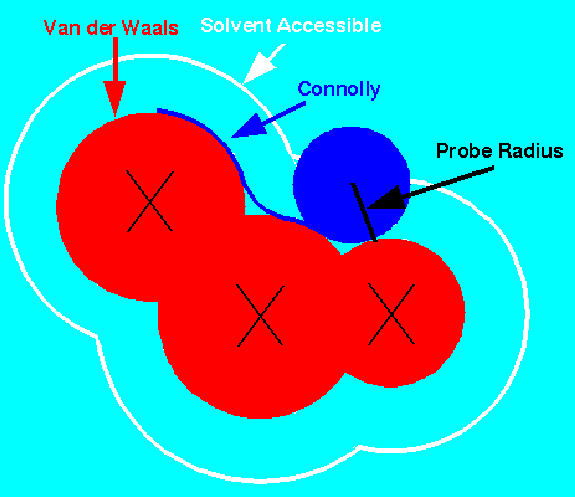 Van der Waals
Solvent Accessible
Connolly
Probe Radius